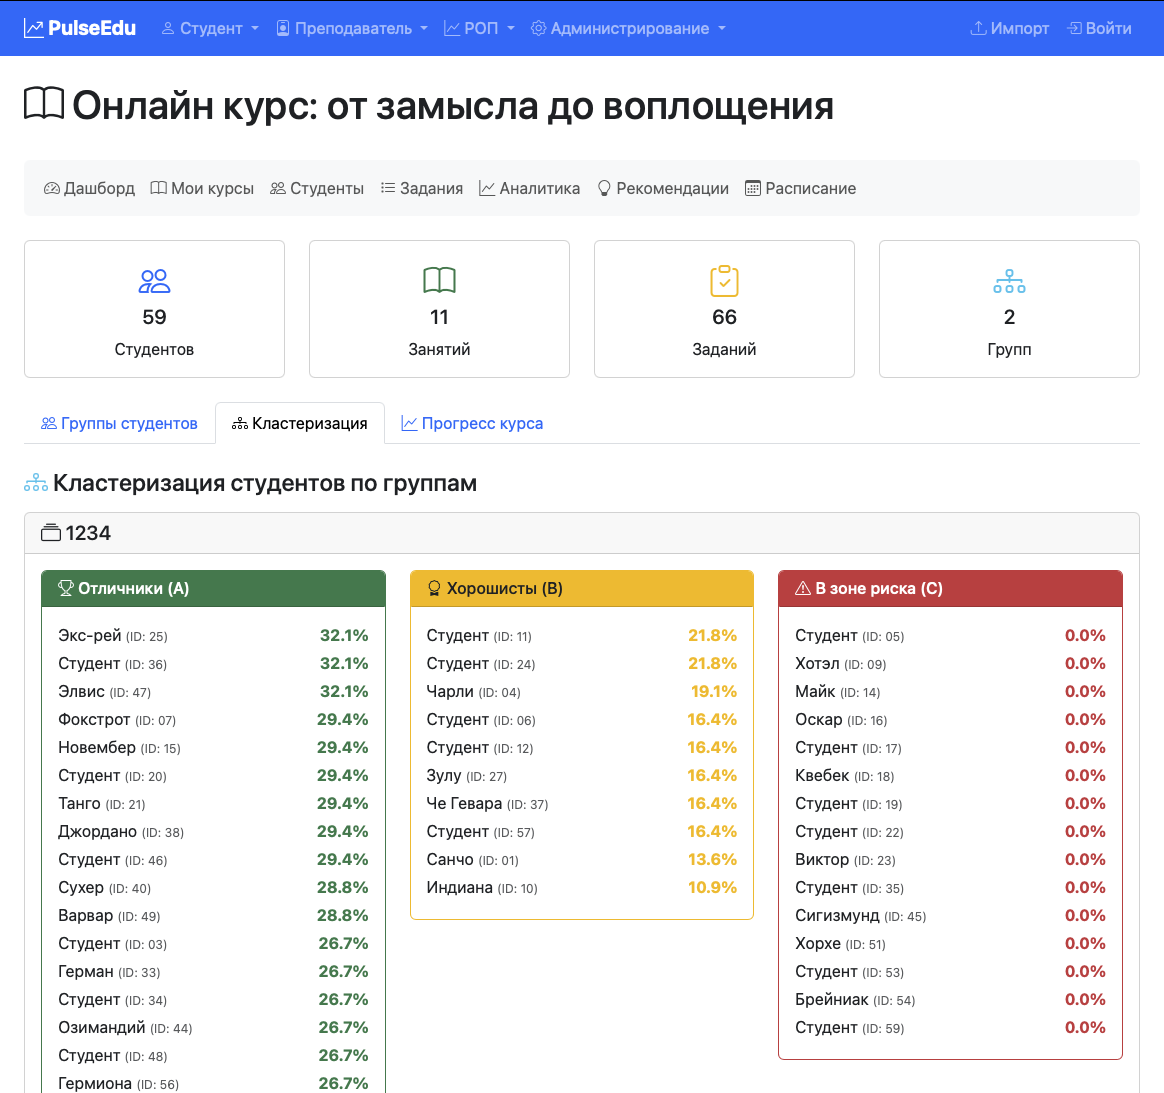 PulseEdu Студент Преподаватель РОП Администрирование Импорт Войти
Онлайн курс: от замысла до воплощения
Дашборд Мои курсы Студенты Задания Аналитика Рекомендации Расписание
59
Студентов
11
Занятий
66
Заданий
2
Групп
Группы студентов Кластеризация Прогресс курса
Кластеризация студентов по группам
1234
Отличники (A)
Экс-рей (ID: 25) 32.1%
Студент (ID: 36) 32.1%
Элвис (ID: 47) 32.1%
Фокстрот (ID: 07) 29.4%
Новембер (ID: 15) 29.4%
Студент (ID: 20) 29.4%
Танго (ID: 21) 29.4%
Джордано (ID: 38) 29.4%
Студент (ID: 46) 29.4%
Сухер (ID: 40) 28.8%
Варвар (ID: 49) 28.8%
Студент (ID: 03) 26.7%
Герман (ID: 33) 26.7%
Студент (ID: 34) 26.7%
Озимандий (ID: 44) 26.7%
Студент (ID: 48) 26.7%
Гермиона (ID: 56) 26.7%
Хорошисты (B)
Студент (ID: 11) 21.8%
Студент (ID: 24) 21.8%
Чарли (ID: 04) 19.1%
Студент (ID: 06) 16.4%
Студент (ID: 12) 16.4%
Зулу (ID: 27) 16.4%
Че Гевара (ID: 37) 16.4%
Студент (ID: 57) 16.4%
Санчо (ID: 01) 13.6%
Индиана (ID: 10) 10.9%
В зоне риска (C)
Студент (ID: 05) 0.0%
Хотэл (ID: 09) 0.0%
Майк (ID: 14) 0.0%
Оскар (ID: 16) 0.0%
Студент (ID: 17) 0.0%
Квебек (ID: 18) 0.0%
Студент (ID: 19) 0.0%
Студент (ID: 22) 0.0%
Виктор (ID: 23) 0.0%
Студент (ID: 35) 0.0%
Сигизмунд (ID: 45) 0.0%
Хорхе (ID: 51) 0.0%
Студент (ID: 53) 0.0%
Брейниак (ID: 54) 0.0%
Студент (ID: 59) 0.0%